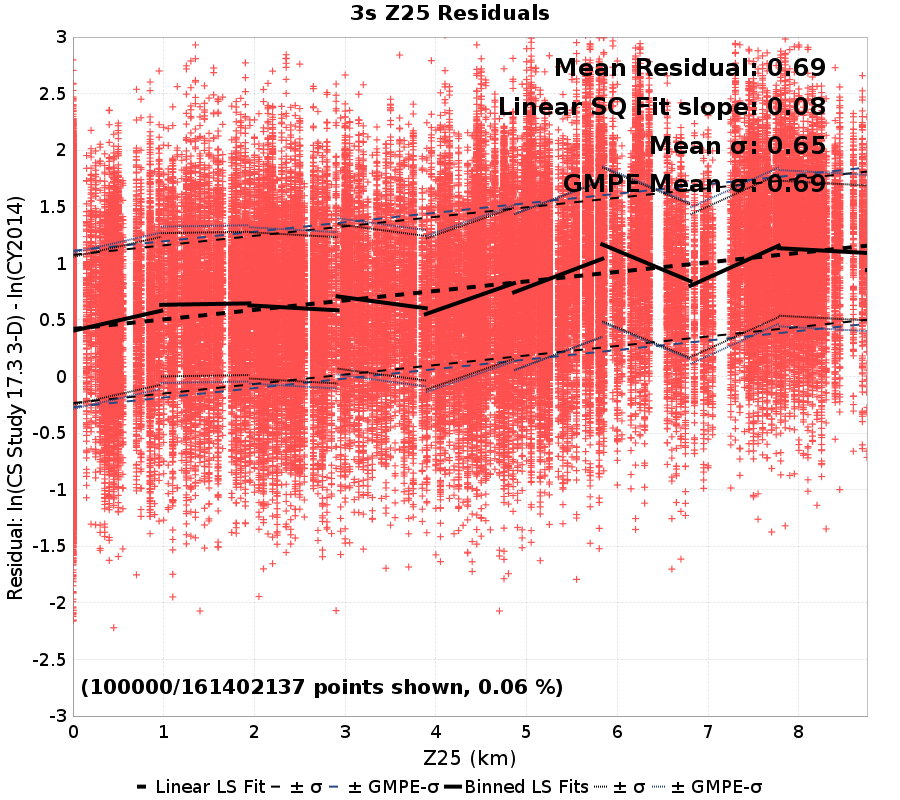 3s Z25 Residuals
Mean Residual: 0.69
Linear SQ Fit slope: 0.08
Mean σ: 0.65
GMPE Mean σ: 0.69
Residual: ln(CS Study 17.3 3-D) - ln(CY2014)
3
2.5
2
1.5
1
0.5
0
-0.5
-1
-1.5
-2
-2.5
-3
(100000/161402137 points shown, 0.06 %)
0 1 2 3 4 5 6 7 8
Z25 (km)
Linear LS Fit ± σ ± GMPE-σ Binned LS Fits ± σ ± GMPE-σ